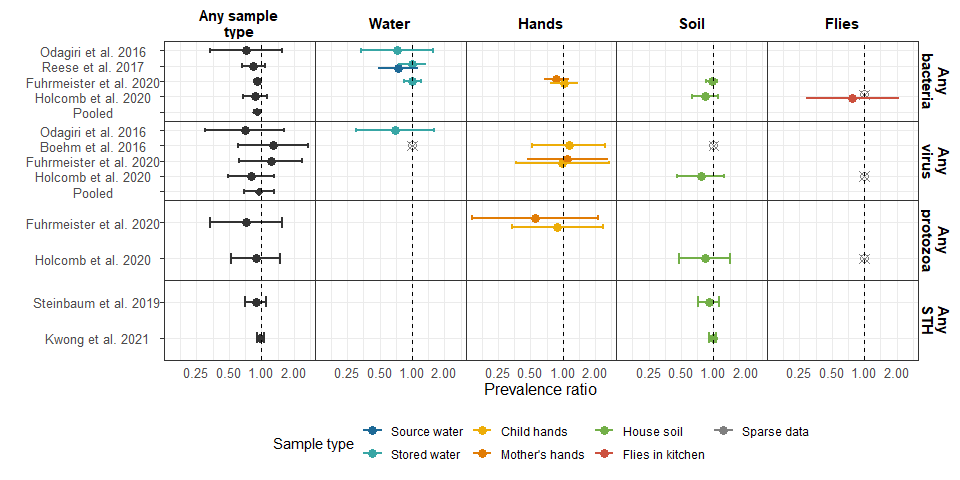 Any sample
type
Water
Hands
Soil
Flies
Odagiri et al. 2016
Reese et al. 2017
Fuhrmeister et al. 2020
Holcomb et al. 2020
Pooled
Any
bacteria
Odagiri et al. 2016
Boehm et al. 2016
Fuhrmeister et al. 2020
Holcomb et al. 2020
Pooled
Any
virus
Fuhrmeister et al. 2020
Holcomb et al. 2020
Any
protozoa
Steinbaum et al. 2019
Kwong et al. 2021
Any
STH
0.25 0.50 1.00 2.00
0.25 0.50 1.00 2.00
0.25 0.50 1.00 2.00
0.25 0.50 1.00 2.00
0.25 0.50 1.00 2.00
Prevalence ratio
Sample type
Source water
Child hands
House soil
Sparse data
Stored water
Mother's hands
Flies in kitchen